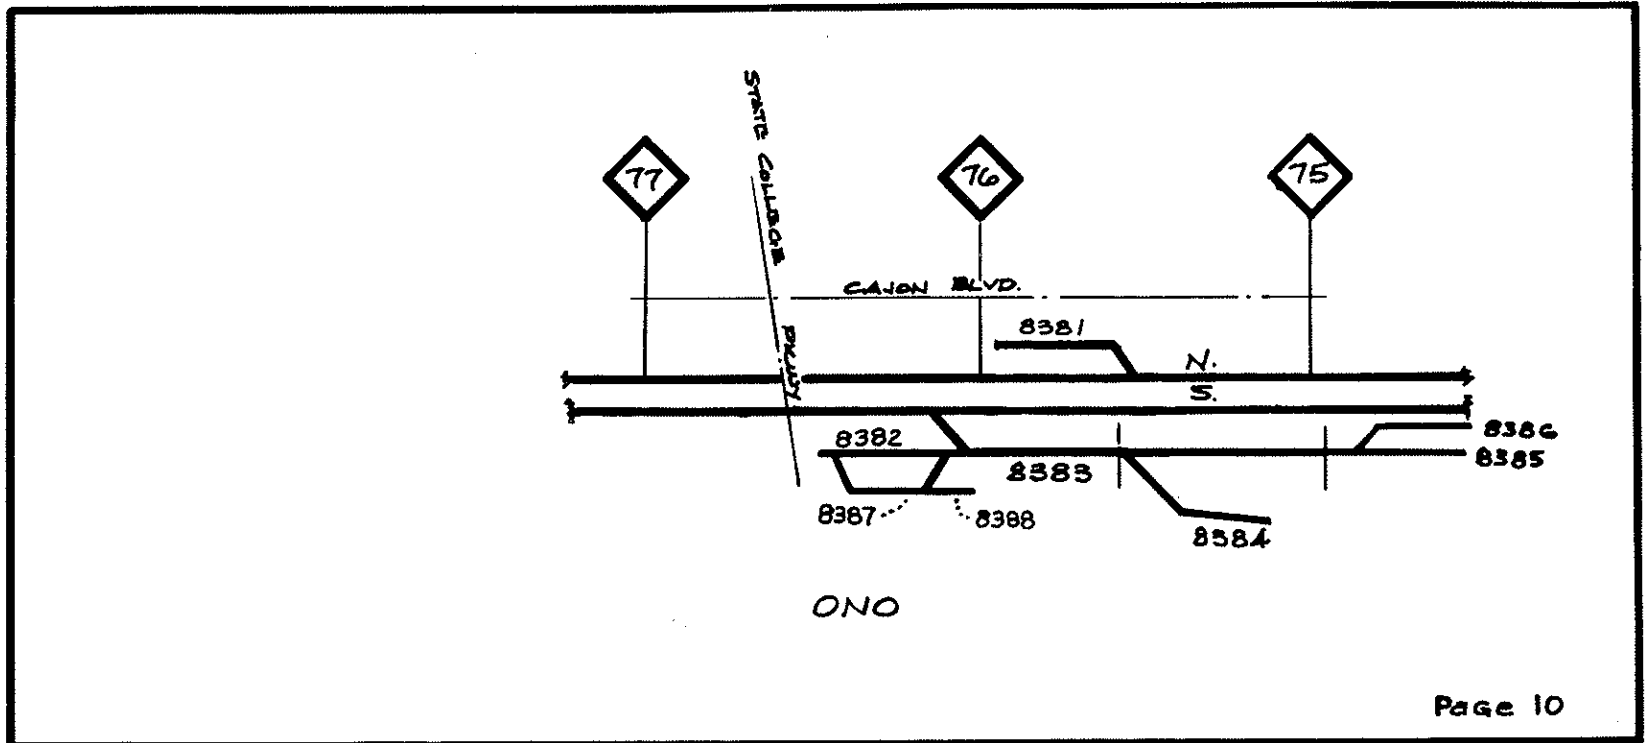 STATE COLLEGE PKWY
77
76
75
CAJON BLVD.
8381
N.
S.
8382
8386
8383
8385
8387
8388
8384
ONO
Page 10